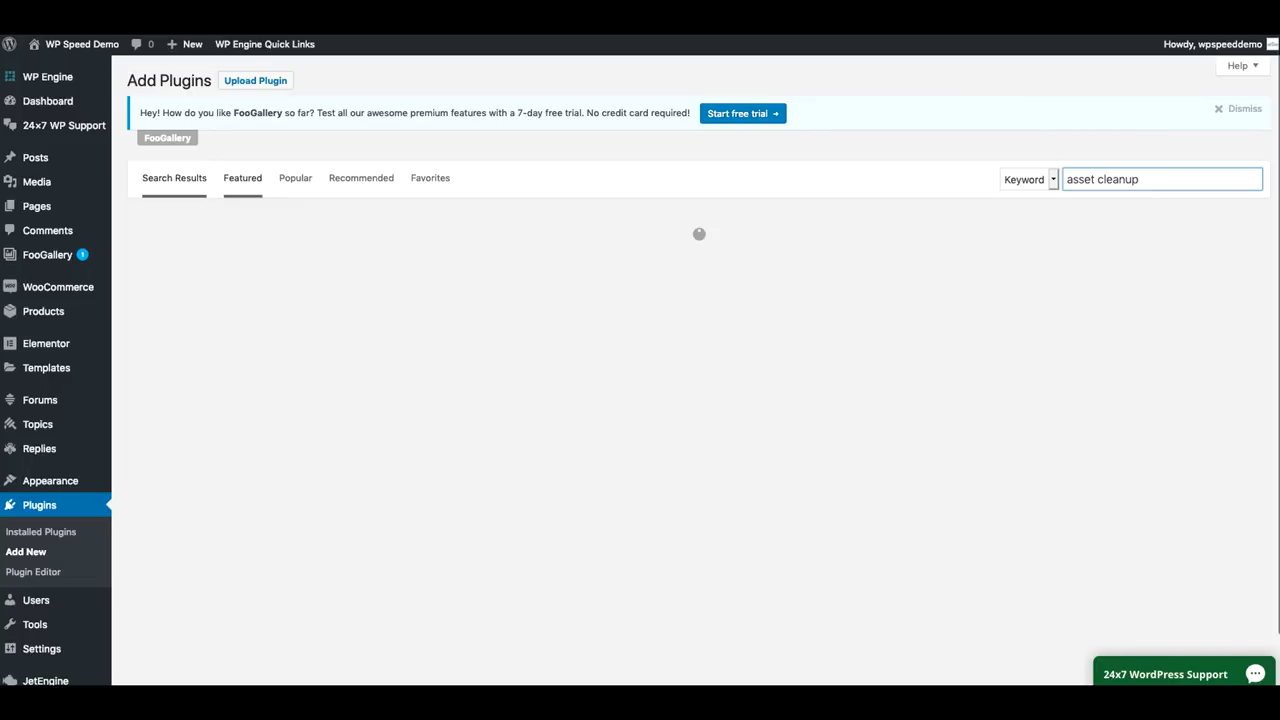 WP Speed Demo 0 New WP Engine Quick Links Howdy, wpspeeddemo
WP Engine
Dashboard
24×7 WP Support
Posts
Media
Pages
Comments
FooGallery 1
WooCommerce
Products
Elementor
Templates
Forums
Topics
Replies
Appearance
Plugins
Installed Plugins
Add New
Plugin Editor
Users
Tools
Settings
JetEngine
Help
Add Plugins Upload Plugin
Hey! How do you like FooGallery so far? Test all our awesome premium features with a 7-day free trial. No credit card required! Start free trial → Dismiss
FooGallery
Search Results Featured Popular Recommended Favorites Keyword asset cleanup
24x7 WordPress Support